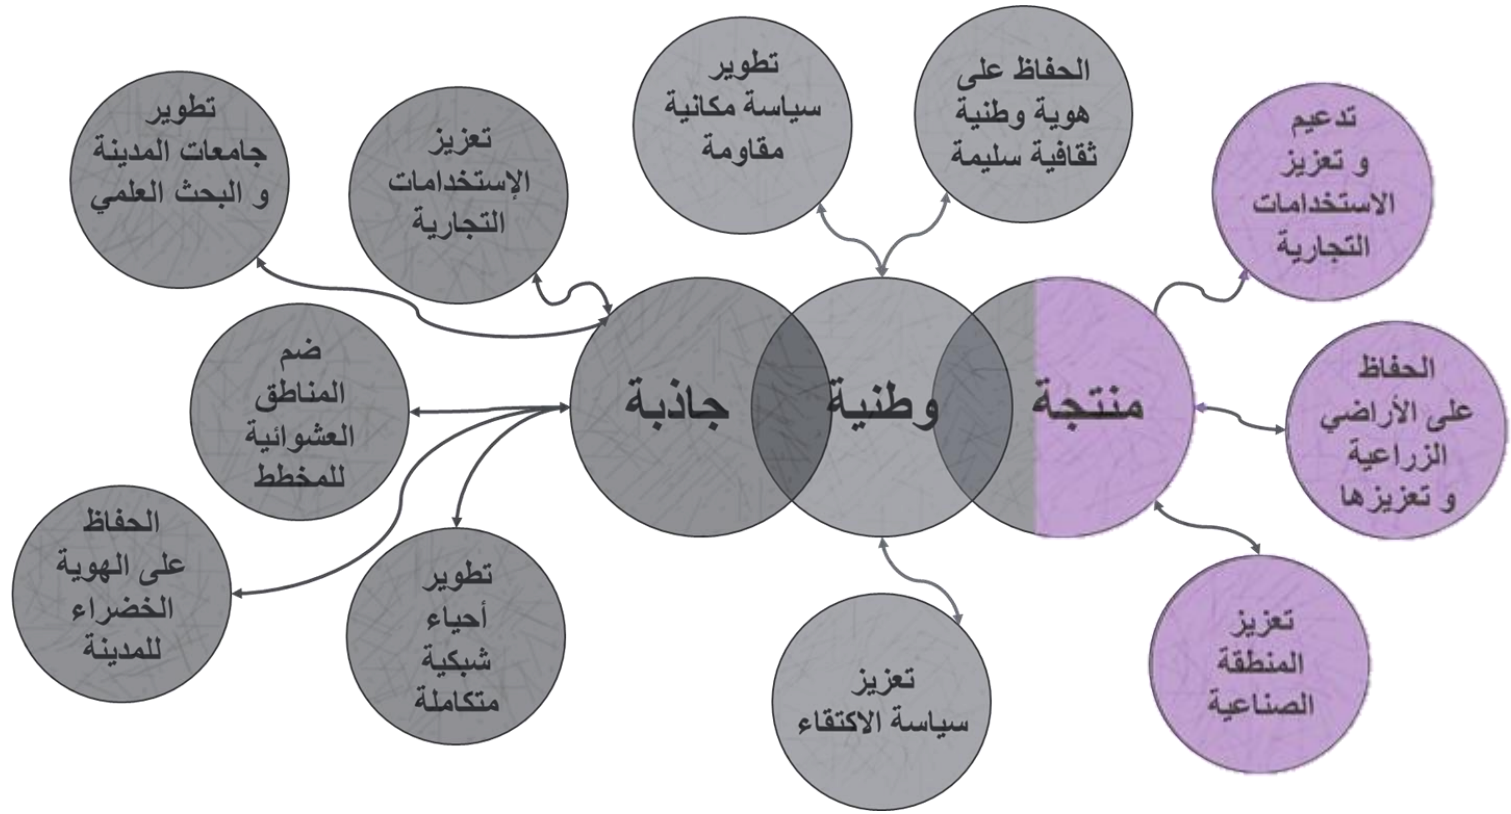 الحفاظ على
هوية وطنية
ثقافية سليمة
تطوير
سياسة مكانية
مقاومة
تدعيم
و تعزيز
الاستخدامات
التجارية
تعزيز
الإستخدامات
التجارية
تطوير
جامعات المدينة
و البحث العلمي
منتجة
وطنية
جاذبة
الحفاظ
على الأراضي
الزراعية
و تعزيزها
ضم
المناطق
العشوائية
للمخطط
تعزيز
المنطقة
الصناعية
تعزيز
سياسة الاكتقاء
تطوير
أحياء
شبكية
متكاملة
الحفاظ
على الهوية
الخضراء
للمدينة